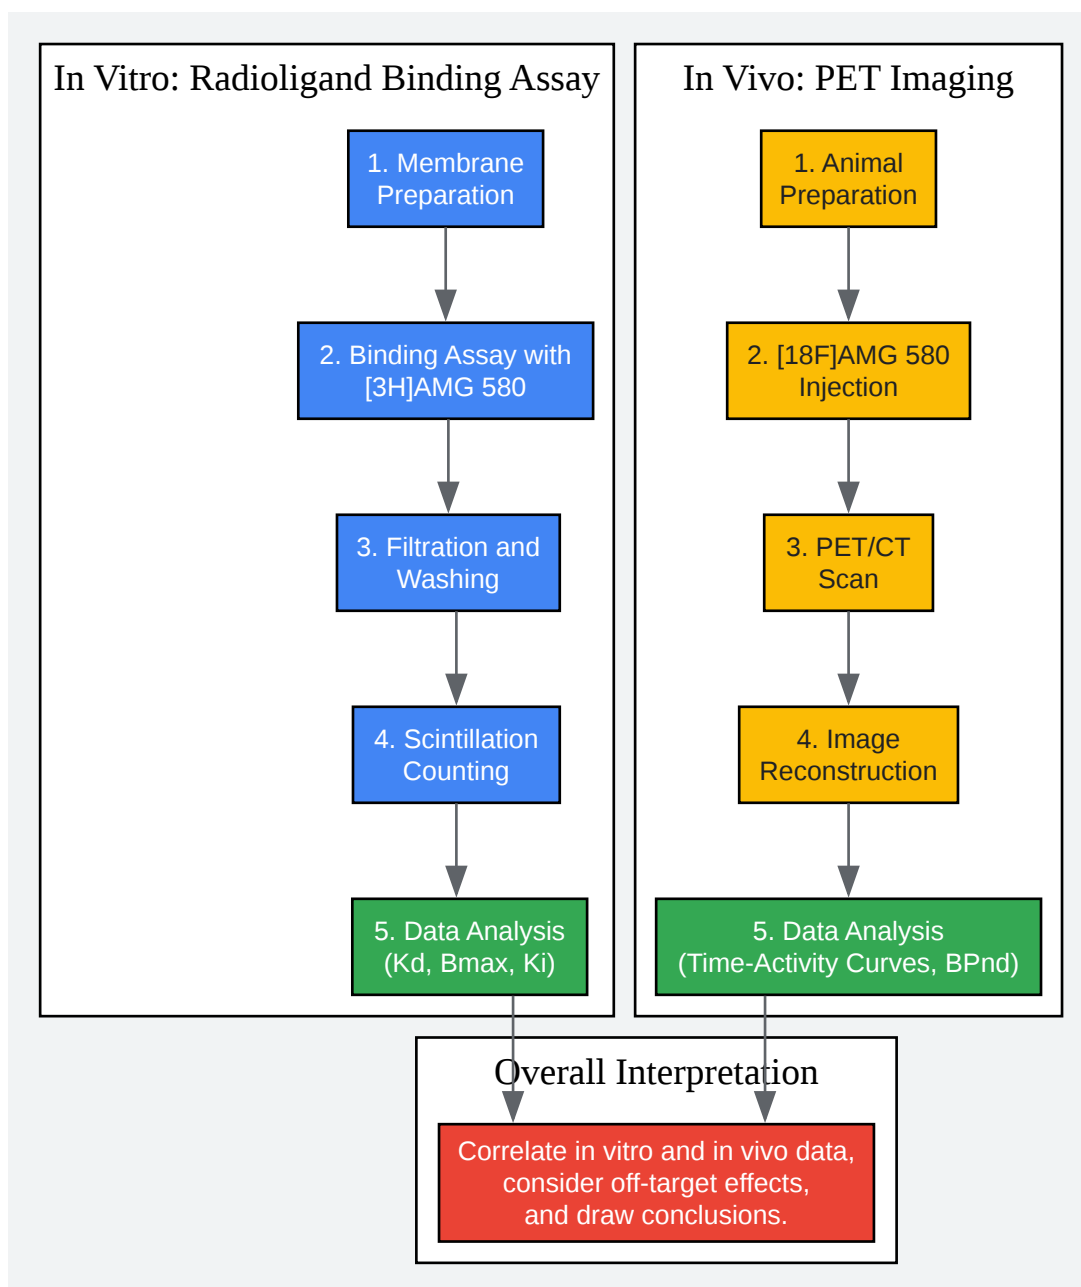 In Vitro: Radioligand Binding Assay
1. Membrane
Preparation
2. Binding Assay with
[3H]AMG 580
3. Filtration and
Washing
4. Scintillation
Counting
5. Data Analysis
(Kd, Bmax, Ki)
In Vivo: PET Imaging
1. Animal
Preparation
2. [18F]AMG 580
Injection
3. PET/CT
Scan
4. Image
Reconstruction
5. Data Analysis
(Time-Activity Curves, BPnd)
Overall Interpretation
Correlate in vitro and in vivo data,
consider off-target effects,
and draw conclusions.